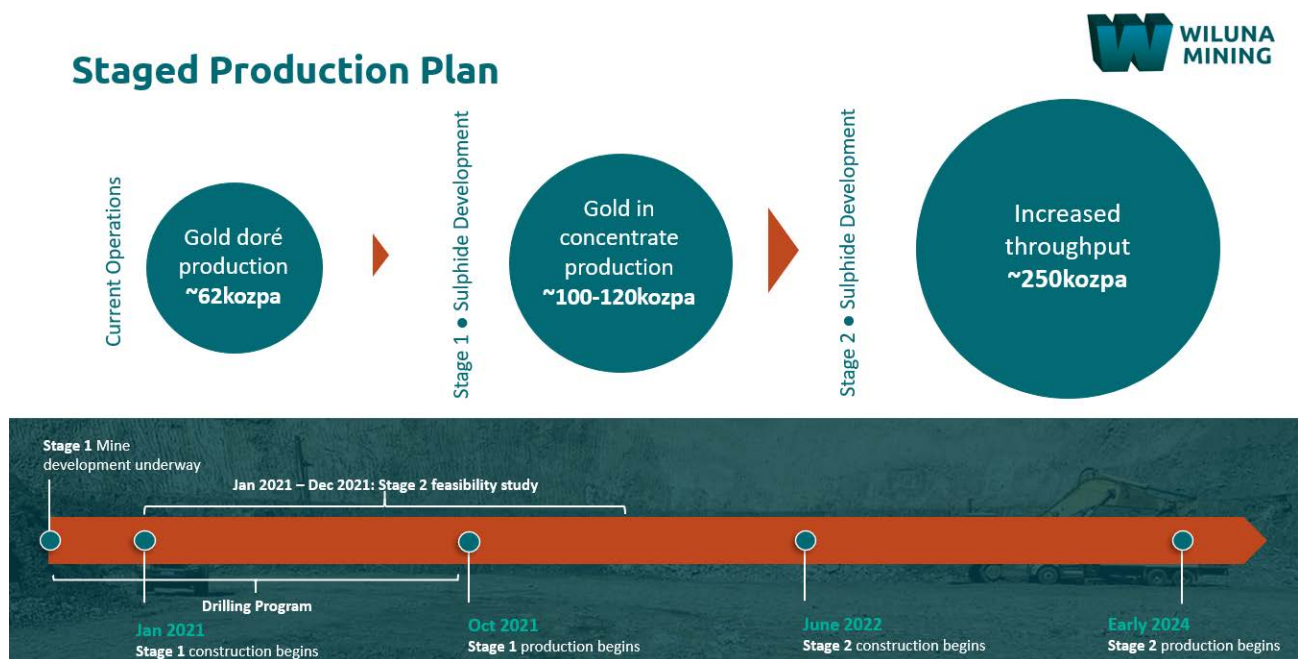 WILUNA
MINING
Staged Production Plan
Current Operations
Gold doré
production
~62kozpa
Stage 1 ● Sulphide Development
Gold in
concentrate
production
~100-120kozpa
Stage 2 ● Sulphide Development
Increased
throughput
~250kozpa
Stage 1 Mine
development underway
Jan 2021 – Dec 2021: Stage 2 feasibility study
Drilling Program
Jan 2021
Stage 1 construction begins
Oct 2021
Stage 1 production begins
June 2022
Stage 2 construction begins
Early 2024
Stage 2 production begins